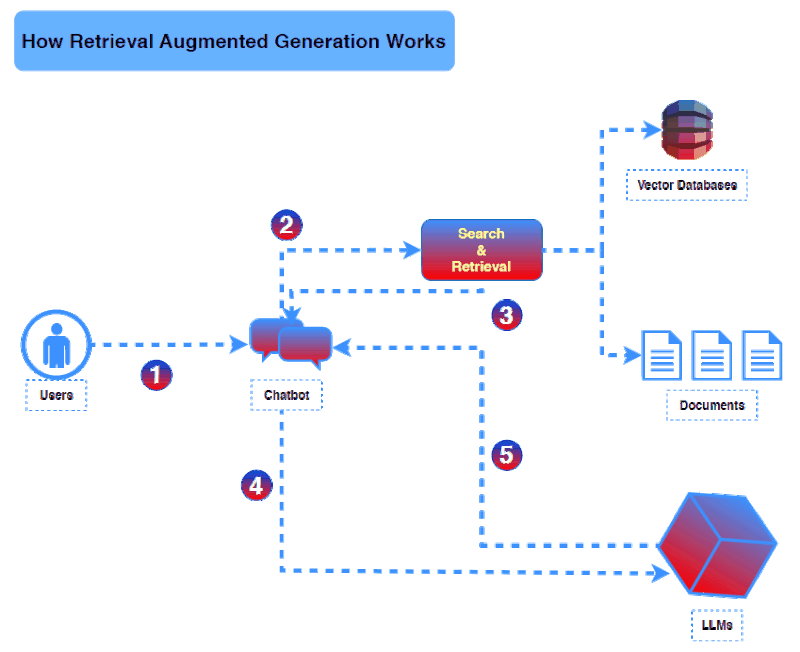 How Retrieval Augmented Generation Works
Vector Databases
2
Search
&
Retrieval
3
1
Users
Chatbot
Documents
5
4
LLMs